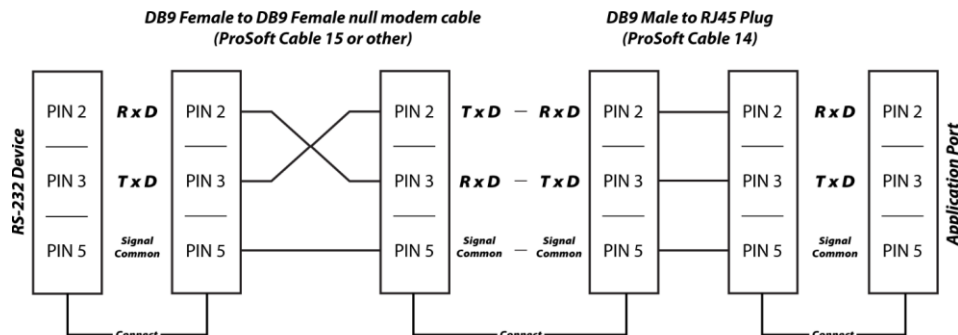 DB9 Female to DB9 Female null modem cable
(ProSoft Cable 15 or other)
DB9 Male to RJ45 Plug
(ProSoft Cable 14)
RS-232 Device
PIN 2 RxD PIN 2 PIN 2 TxD – RxD PIN 2 PIN 2 RxD PIN 2
PIN 3 TxD PIN 3 PIN 3 RxD – TxD PIN 3 PIN 3 TxD PIN 3
PIN 5 Signal Common PIN 5 PIN 5 Signal Common – Signal Common PIN 5 PIN 5 Signal Common PIN 5
Application Port
Connect Connect Connect